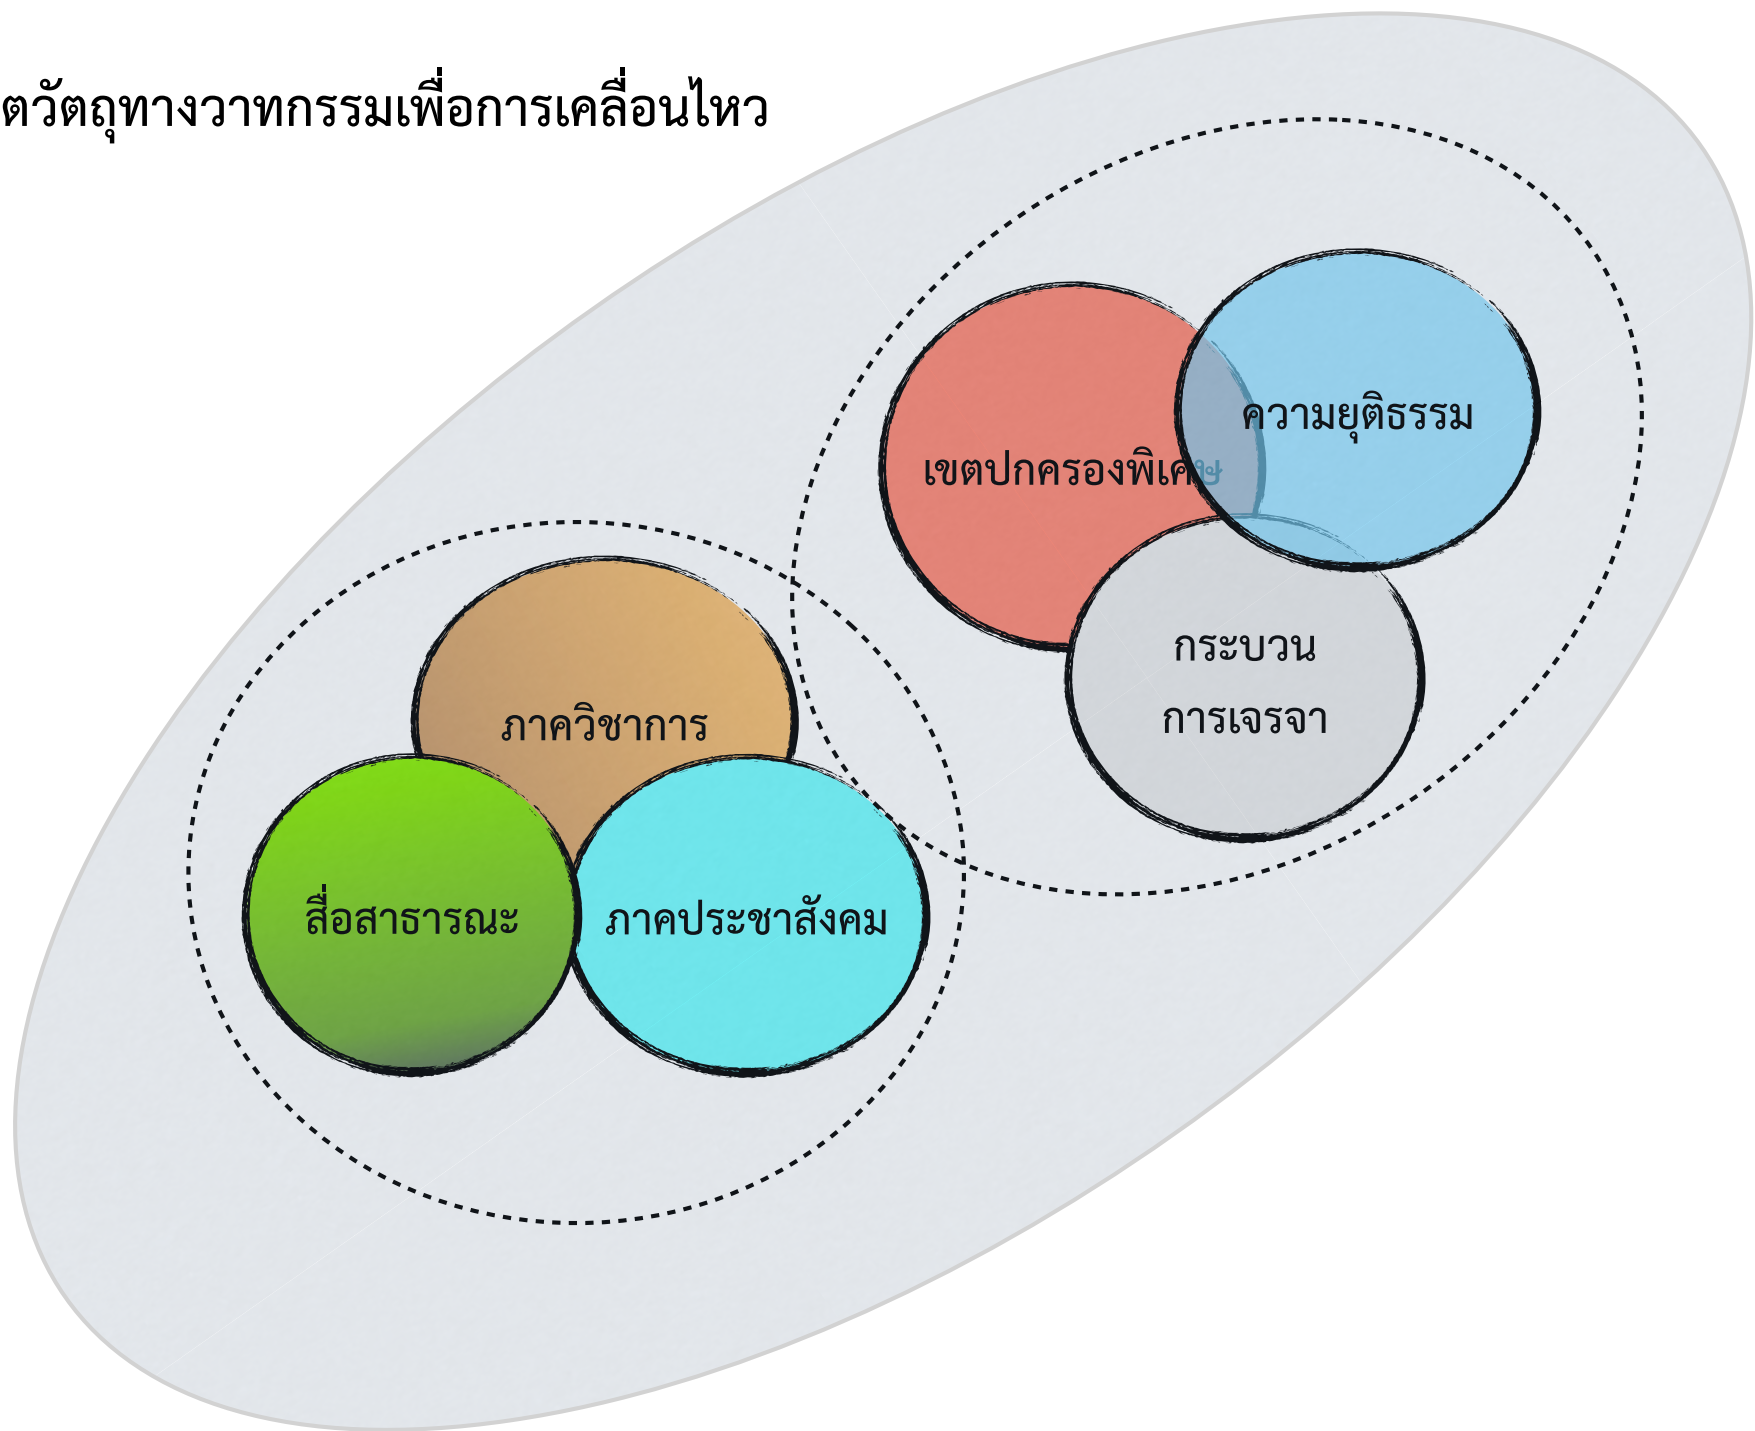 ตวัตถุทางวาทกรรมเพื่อการเคลื่อนไหว
ความยุติธรรม
เขตปกครองพิเศษ
กระบวน
การเจรจา
ภาควิชาการ
สื่อสาธารณะ
ภาคประชาสังคม